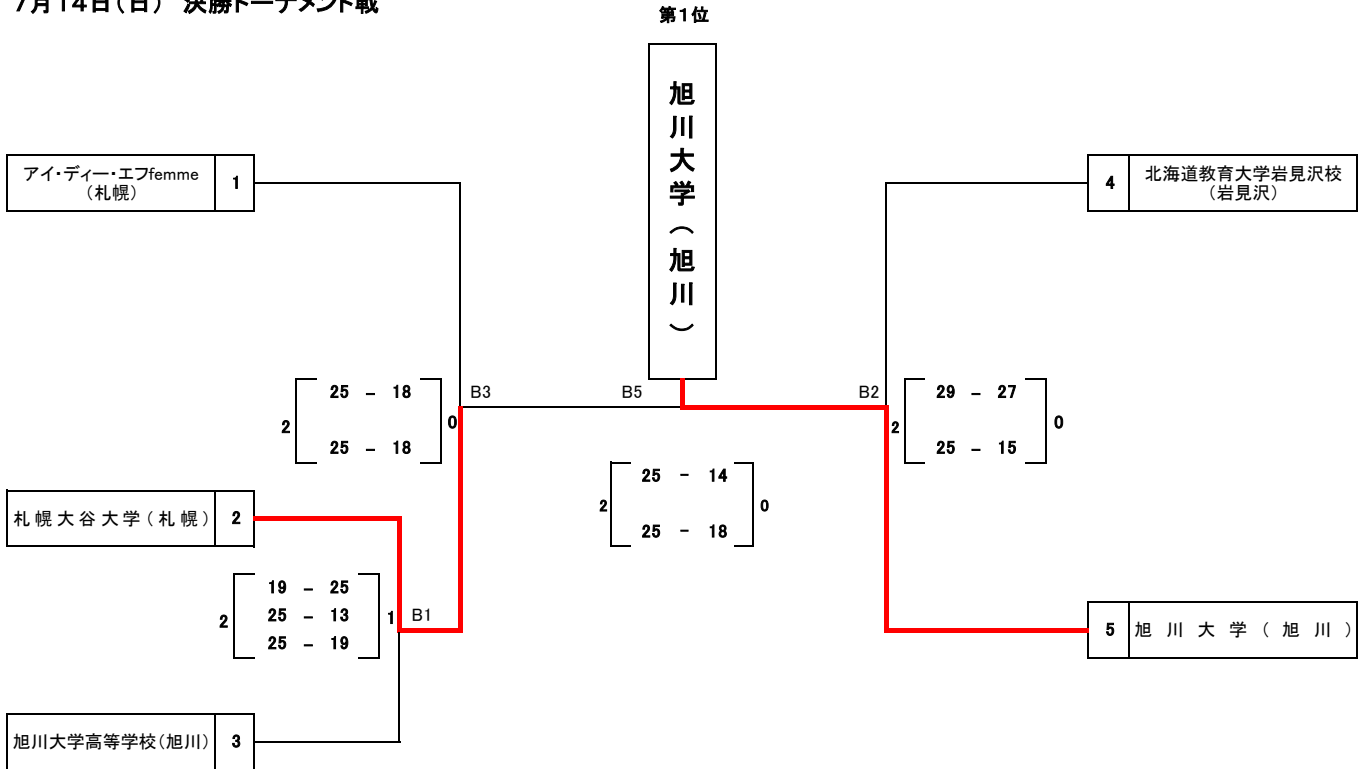 7月14日(日) 決勝トーナメント戦
第1位
旭川大学(旭川)
アイ・ディー・エフfemme
(札幌)
1
4
北海道教育大学岩見沢校
(岩見沢)
B3
B5
B2
2
25 - 18
25 - 18
0
2
29 - 27
25 - 15
0
2
25 - 14
25 - 18
0
札幌大谷大学(札幌)
2
2
19 - 25
25 - 13
25 - 19
1
B1
5
旭川大学(旭川)
旭川大学高等学校(旭川)
3